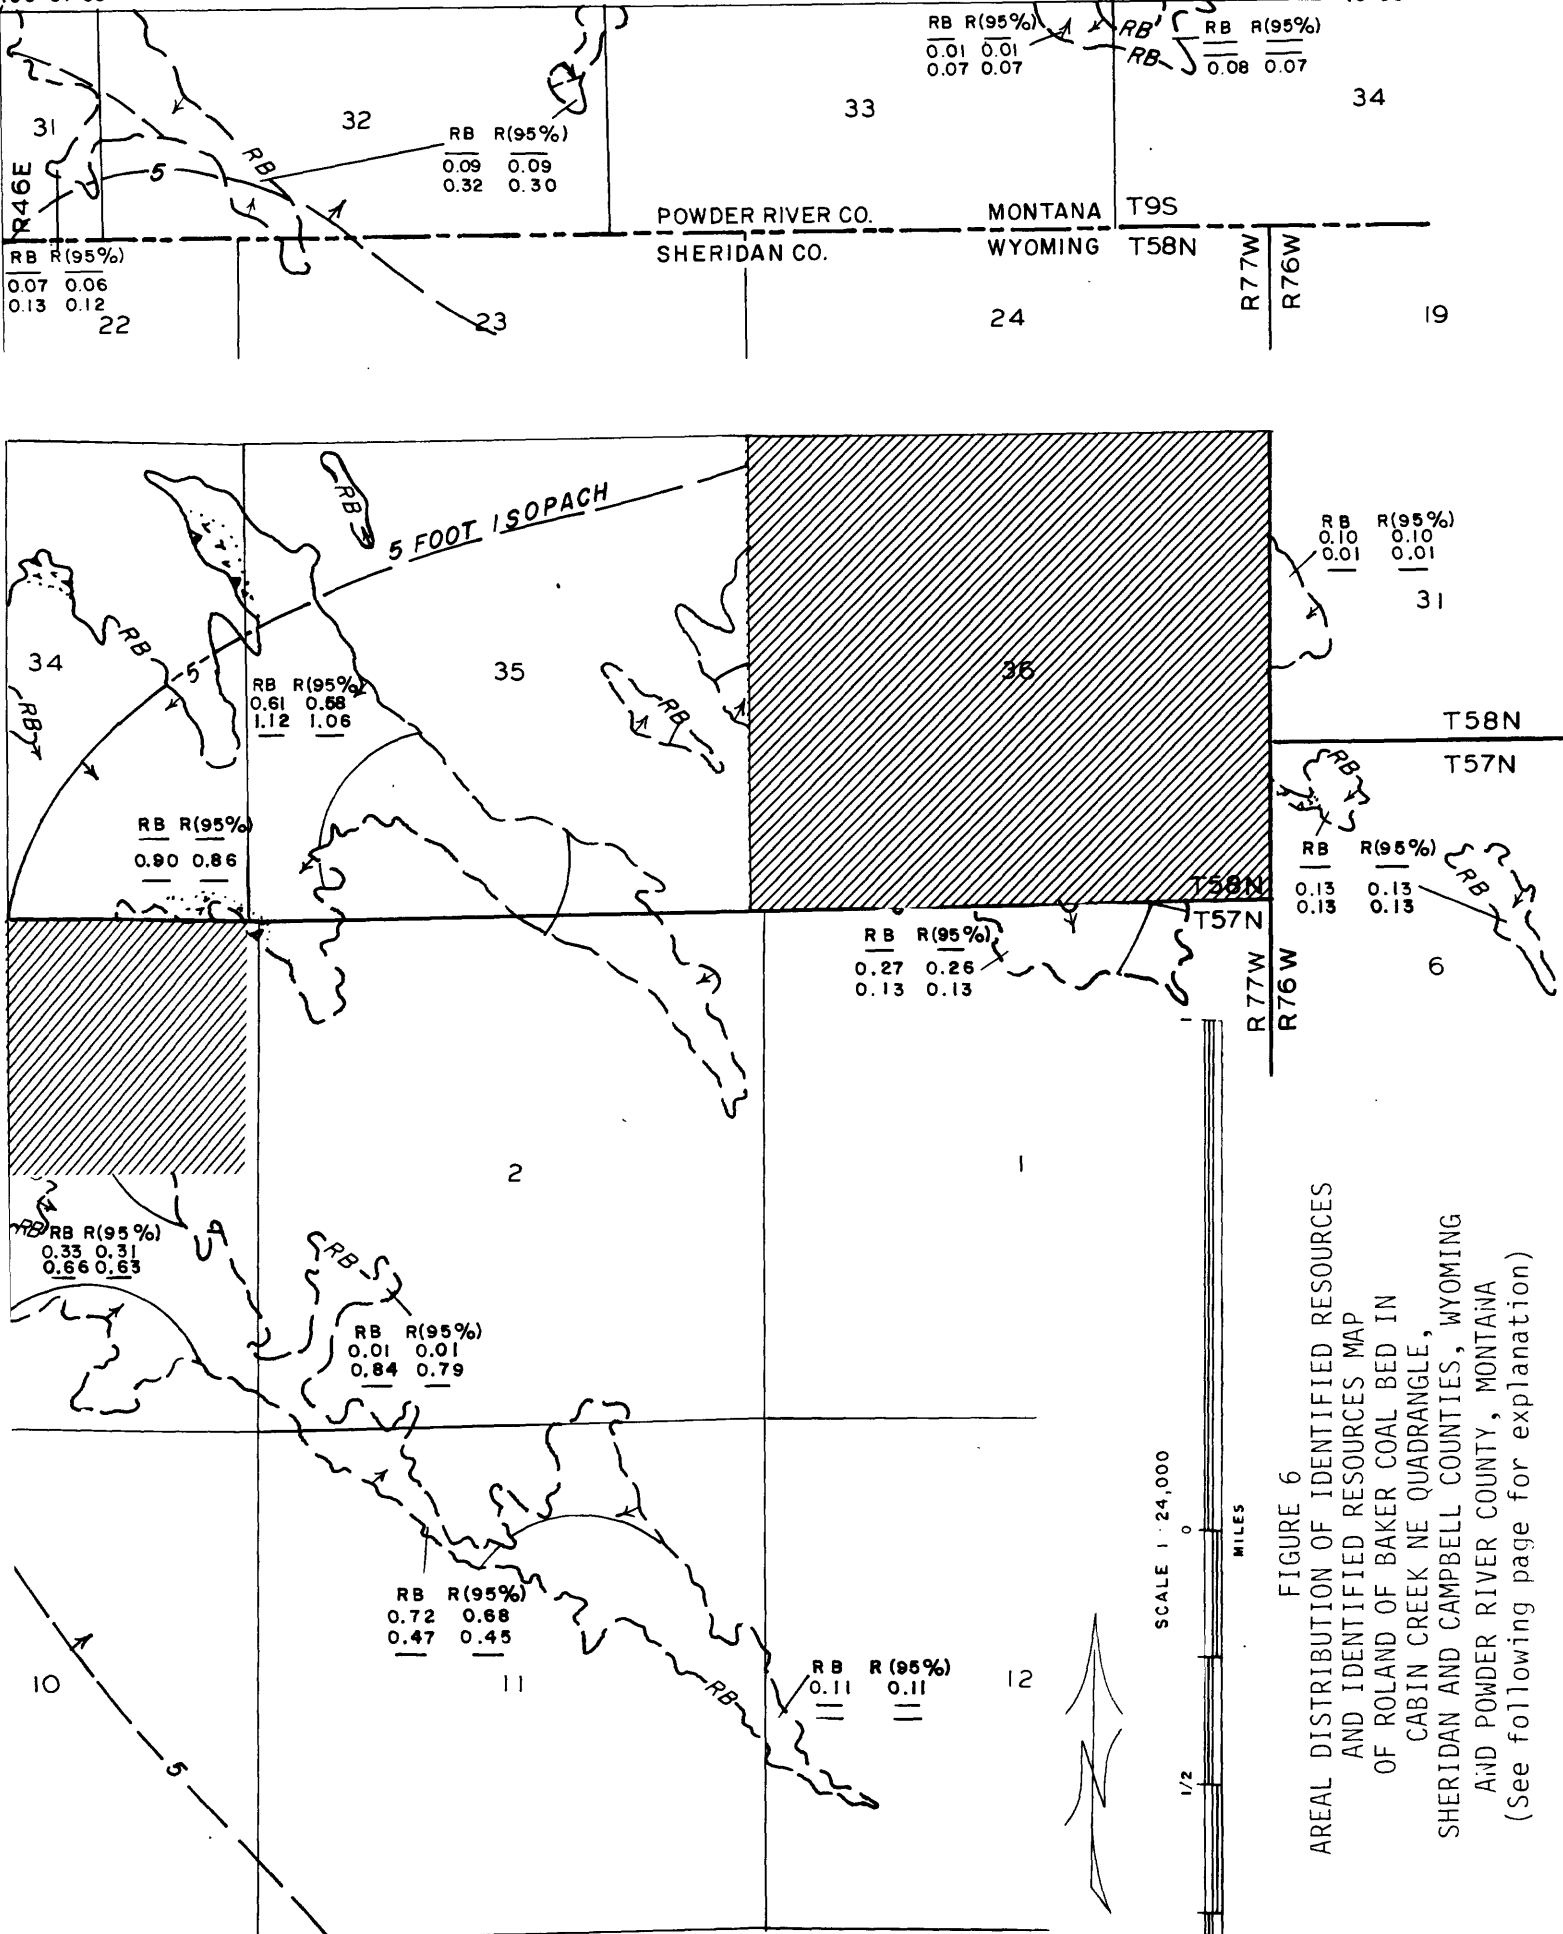 RB R(95%)
0.01 0.01
0.07 0.07
RB
RB
RB R(95%)
0.08 0.07
31
32
33
34
RB
RB R(95%)
0.09 0.09
0.32 0.30
R46E
5
POWDER RIVER CO. MONTANA T9S
SHERIDAN CO. WYOMING T58N
RB R(95%)
0.07 0.06
0.13 0.12
22
23
24
R77W
R76W
19
RB
5 FOOT ISOPACH
RB R(95%)
0.10 0.10
0.01 0.01
31
RB
34
5
35
36
RB
RB R(95%)
0.61 0.58
1.12 1.06
RB
T58N
T57N
RB
RB R(95%)
0.90 0.86
RB R(95%)
0.13 0.13
0.13 0.13
RB
T58N
T57N
RB R(95%)
0.27 0.26
0.13 0.13
6
R77W
R76W
2
1
RB
RB R(95%)
0.33 0.31
0.66 0.63
RB
RB R(95%)
0.01 0.01
0.84 0.79
RB R(95%)
0.72 0.68
0.47 0.45
10
11
12
RB
RB R(95%)
0.11 0.11
5
1
0
1/2
SCALE 1:24,000
MILES
FIGURE 6
AREAL DISTRIBUTION OF IDENTIFIED RESOURCES
AND IDENTIFIED RESOURCES MAP
OF ROLAND OF BAKER COAL BED IN
CABIN CREEK NE QUADRANGLE,
SHERIDAN AND CAMPBELL COUNTIES, WYOMING
AND POWDER RIVER COUNTY, MONTANA
(See following page for explanation)